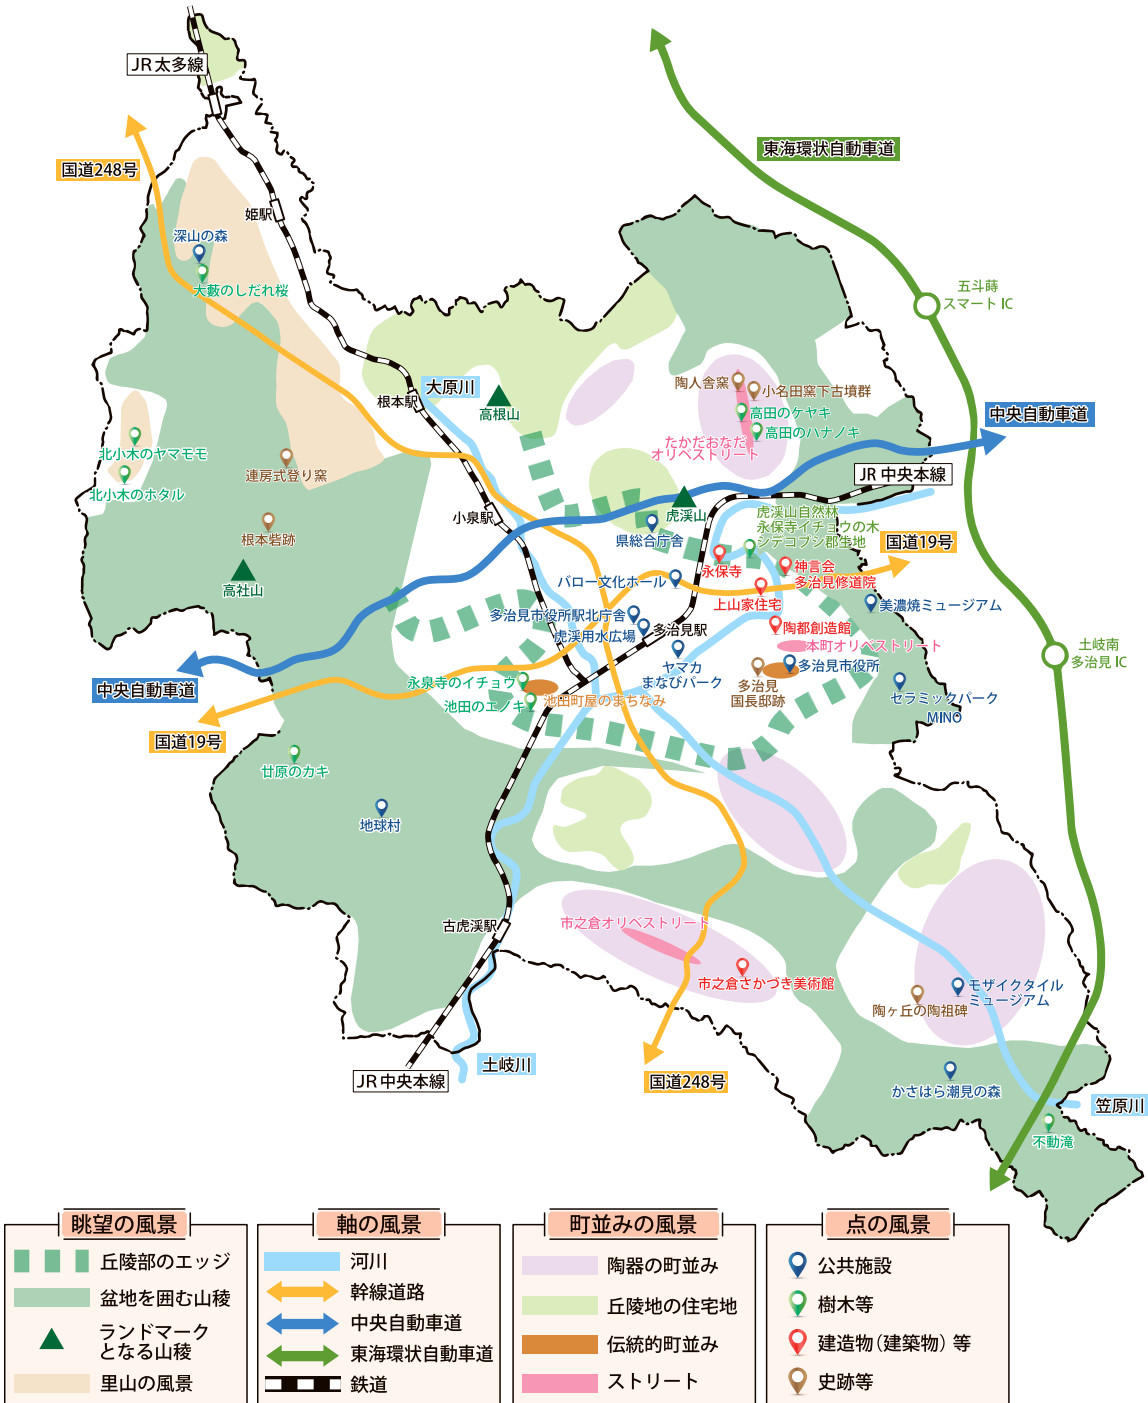 JR太多線
国道248号
東海環状自動車道
姫駅
深山の森
大藪のしだれ桜
五斗蒔
スマートIC
大原川
根本駅
高根山
陶人舎窯
小名田窯下古墳群
高田のケヤキ
高田のハナノキ
たかだおなだ
オリベストリート
中央自動車道
北小木のヤマモモ
北小木のホタル
連房式登り窯
JR中央本線
小泉駅
虎渓山
根本砦跡
県総合庁舎
虎渓山自然林
永保寺イチョウの木
シデコブシ郡生地
国道19号
高社山
永保寺
神言会
多治見修道院
バロー文化ホール
上山家住宅
美濃焼ミュージアム
多治見市役所駅北庁舎
虎渓用水広場
多治見駅
陶都創造館
本町オリベストリート
ヤマカ
まなびパーク
多治見市役所
土岐南
多治見IC
中央自動車道
永泉寺のイチョウ
池田のエノキ
池田町屋のまちなみ
多治見
国長邸跡
セラミックパーク
MINO
国道19号
廿原のカキ
地球村
古虎渓駅
市之倉オリベストリート
市之倉さかづき美術館
モザイクタイル
ミュージアム
陶ヶ丘の陶祖碑
土岐川
JR中央本線
国道248号
かさはら潮見の森
笠原川
不動滝
眺望の風景
丘陵部のエッジ
盆地を囲む山稜
ランドマーク
となる山稜
里山の風景
軸の風景
河川
幹線道路
中央自動車道
東海環状自動車道
鉄道
町並みの風景
陶器の町並み
丘陵地の住宅地
伝統的町並み
ストリート
点の風景
公共施設
樹木等
建造物(建築物)等
史跡等